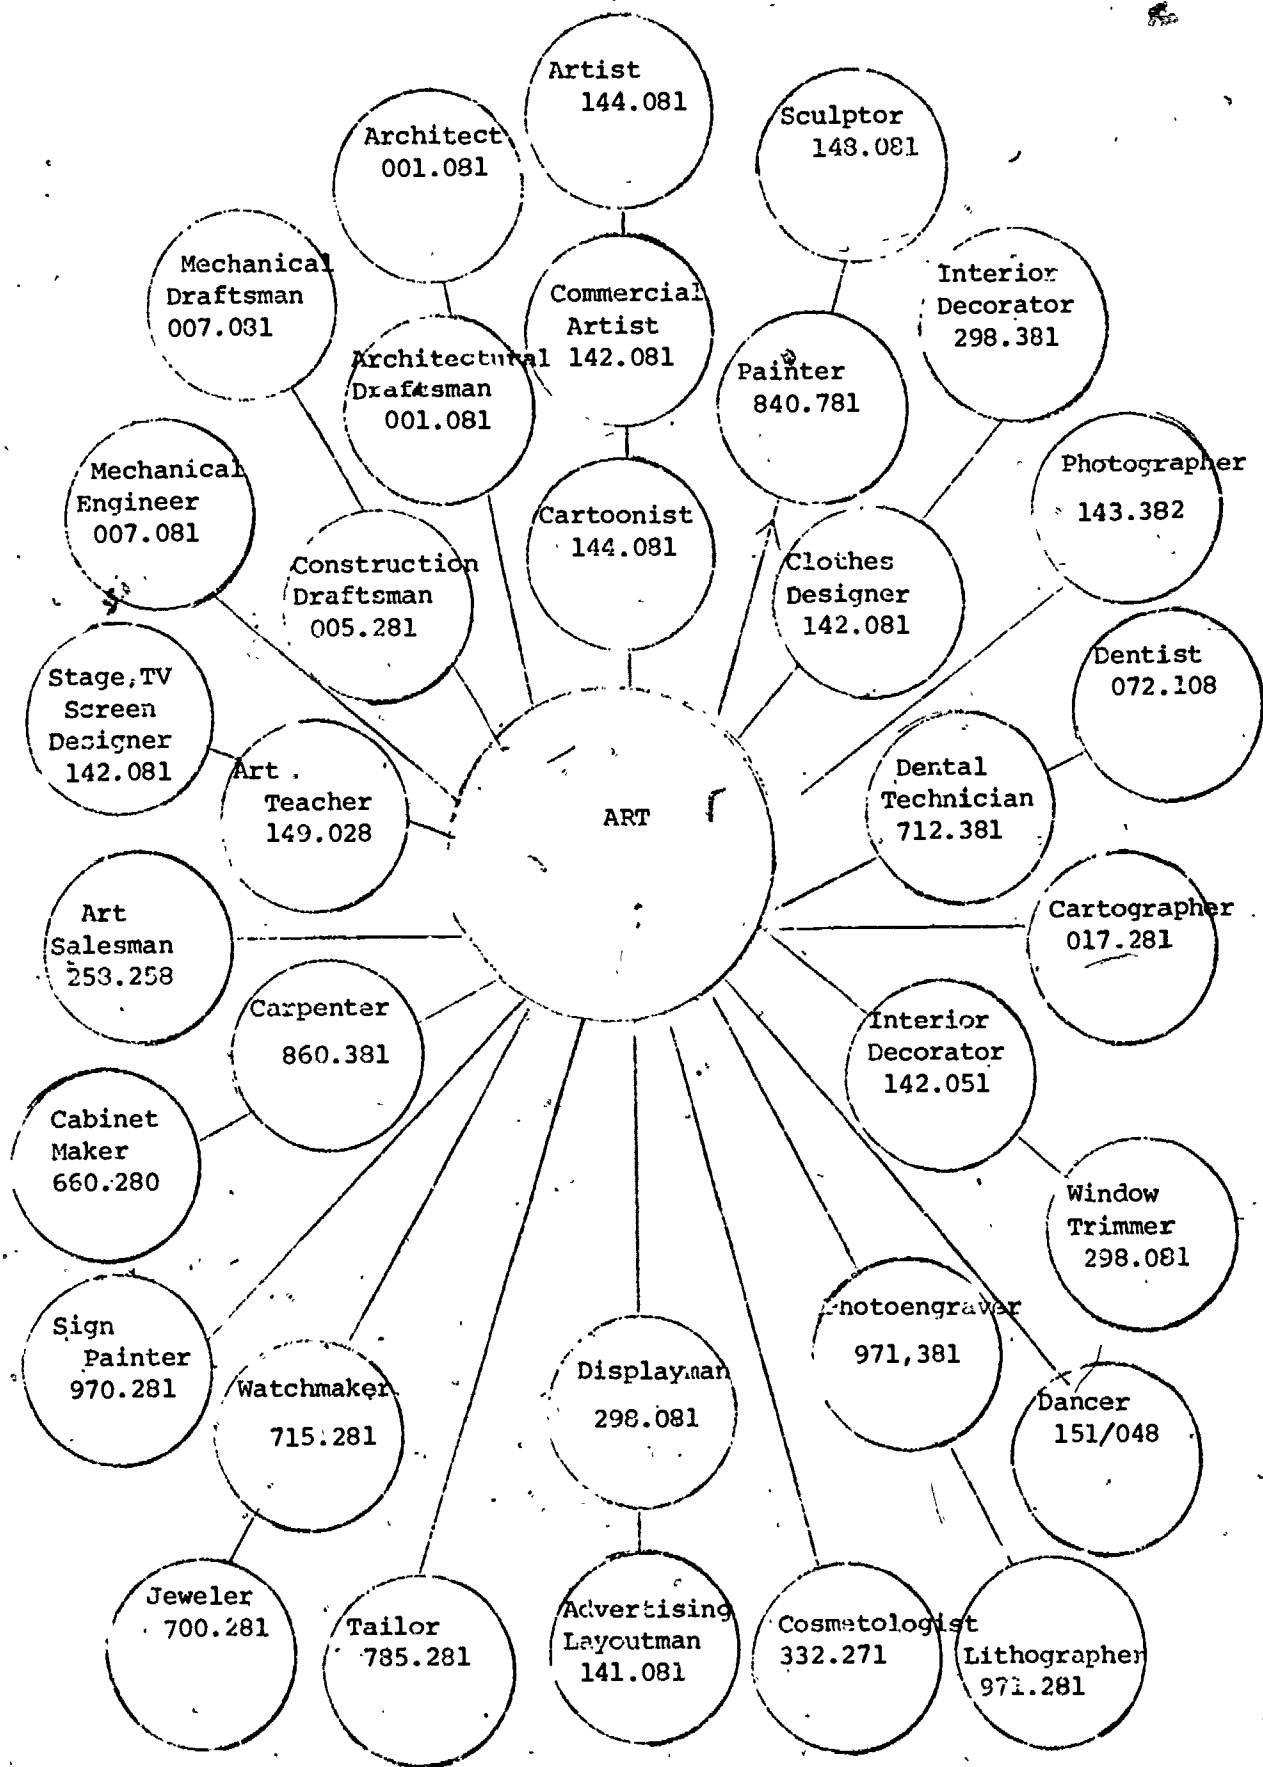 Artist
144.081
Architect
001.081
Sculptor
148.081
Mechanical
Draftsman
007.081
Commercial
Artist
142.081
Interior
Decorator
298.381
Architectural
Draftsman
001.081
Painter
840.781
Mechanical
Engineer
007.081
Photographer
143.382
Construction
Draftsman
005.281
Cartoonist
144.081
Clothes
Designer
142.081
Stage, TV
Screen
Designer
142.081
Dentist
072.108
Art
Teacher
149.028
ART
Dental
Technician
712.381
Art
Salesman
253.258
Cartographer
017.281
Carpenter
860.381
Interior
Decorator
142.051
Cabinet
Maker
660.280
Window
Trimmer
298.081
Sign
Painter
970.281
Watchmaker
715.281
Displayman
298.081
Photoengraver
971,381
Dancer
151/048
Jeweler
700.281
Tailor
785.281
Advertising
Layoutman
141.081
Cosmetologist
332.271
Lithographer
971.281